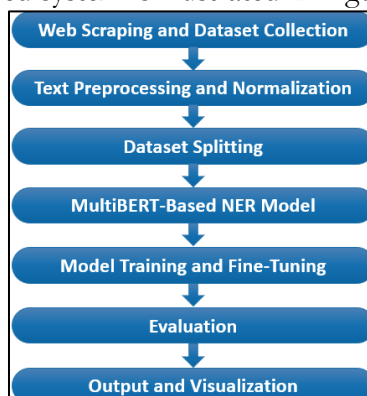 Web Scraping and Dataset Collection
Text Preprocessing and Normalization
Dataset Splitting
MultiBERT-Based NER Model
Model Training and Fine-Tuning
Evaluation
Output and Visualization